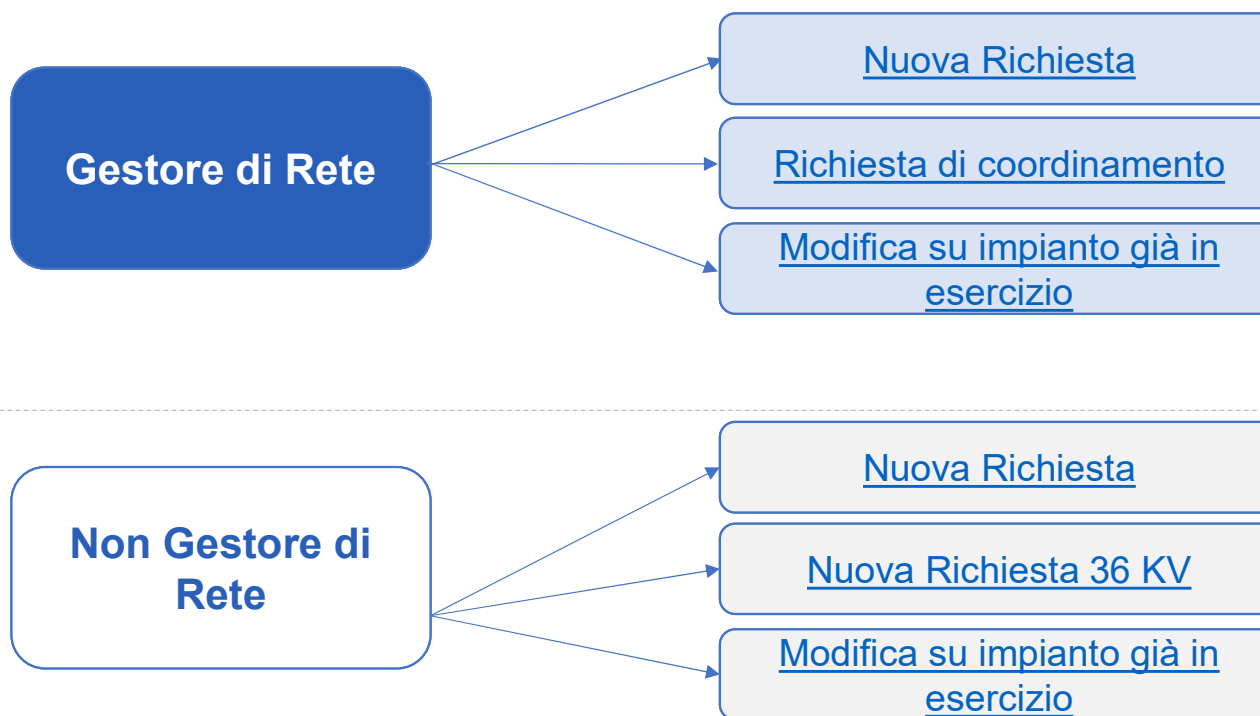 Gestore di Rete
Nuova Richiesta
Richiesta di coordinamento
Modifica su impianto già in
esercizio
Non Gestore di
Rete
Nuova Richiesta
Nuova Richiesta 36 KV
Modifica su impianto già in
esercizio